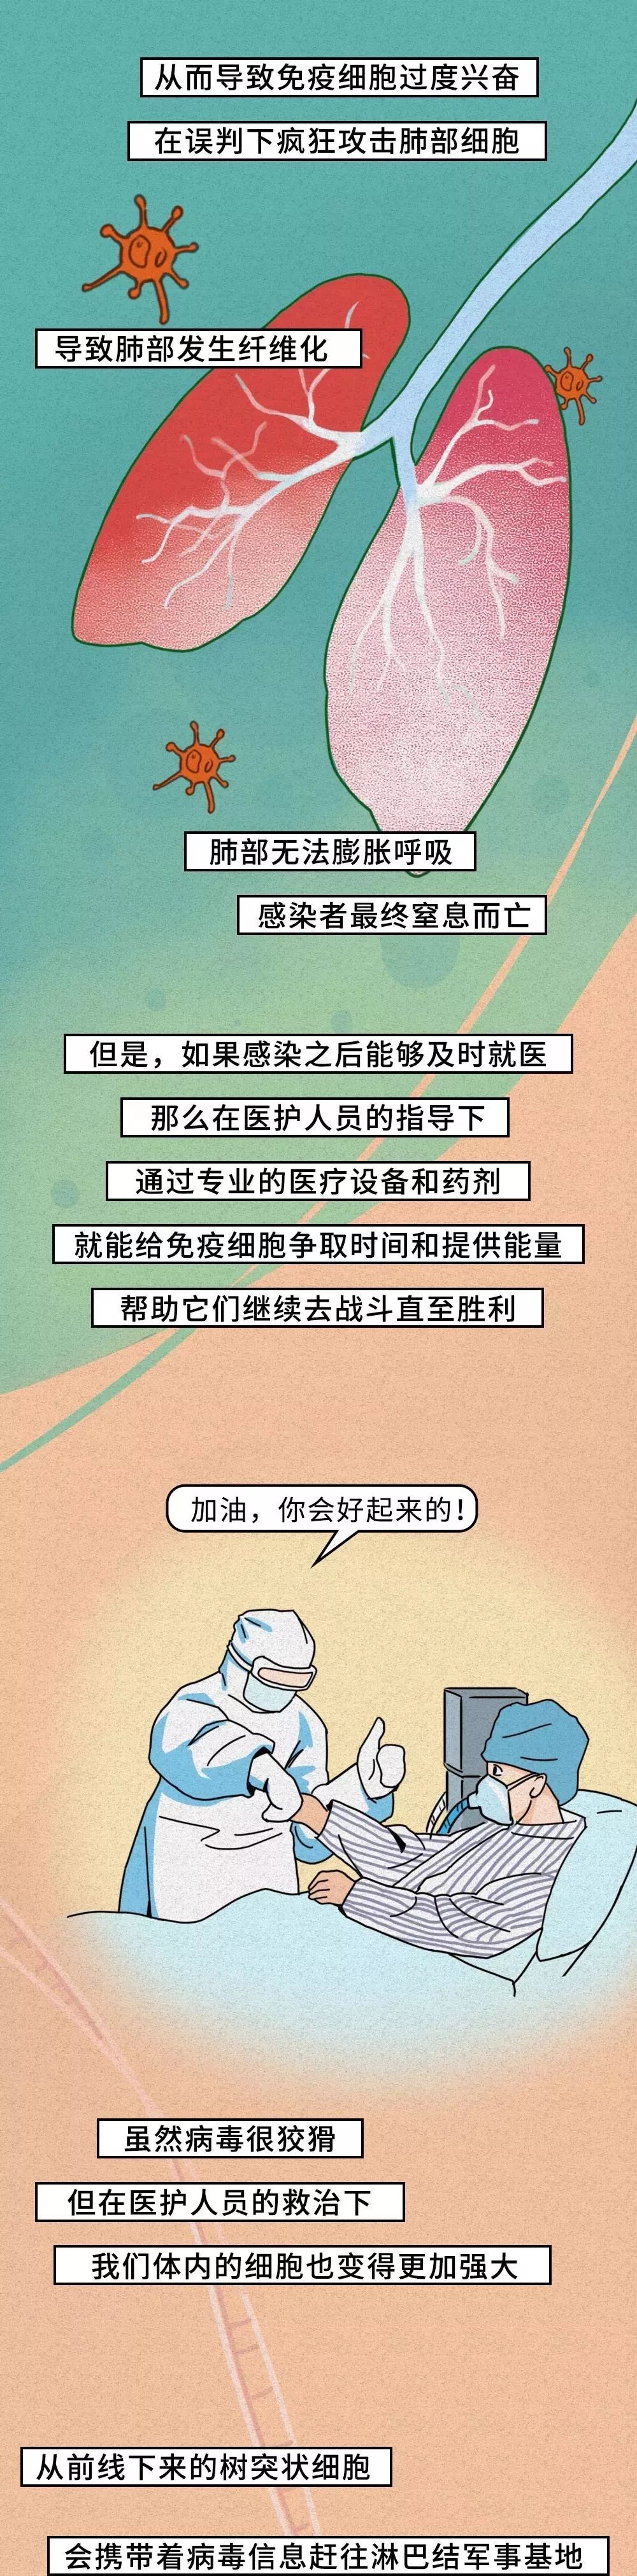 从而导致免疫细胞过度兴奋
在误判下疯狂攻击肺部细胞
导致肺部发生纤维化
肺部无法膨胀呼吸
感染者最终窒息而亡
但是，如果感染之后能够及时就医
那么在医护人员的指导下
通过专业的医疗设备和药剂
就能给免疫细胞争取时间和提供能量
帮助它们继续去战斗直至胜利
加油，你会好起来的！
虽然病毒很狡猾
但在医护人员的救治下
我们体内的细胞也变得更加强大
从前线下来的树突状细胞
会携带着病毒信息赶往淋巴结军事基地